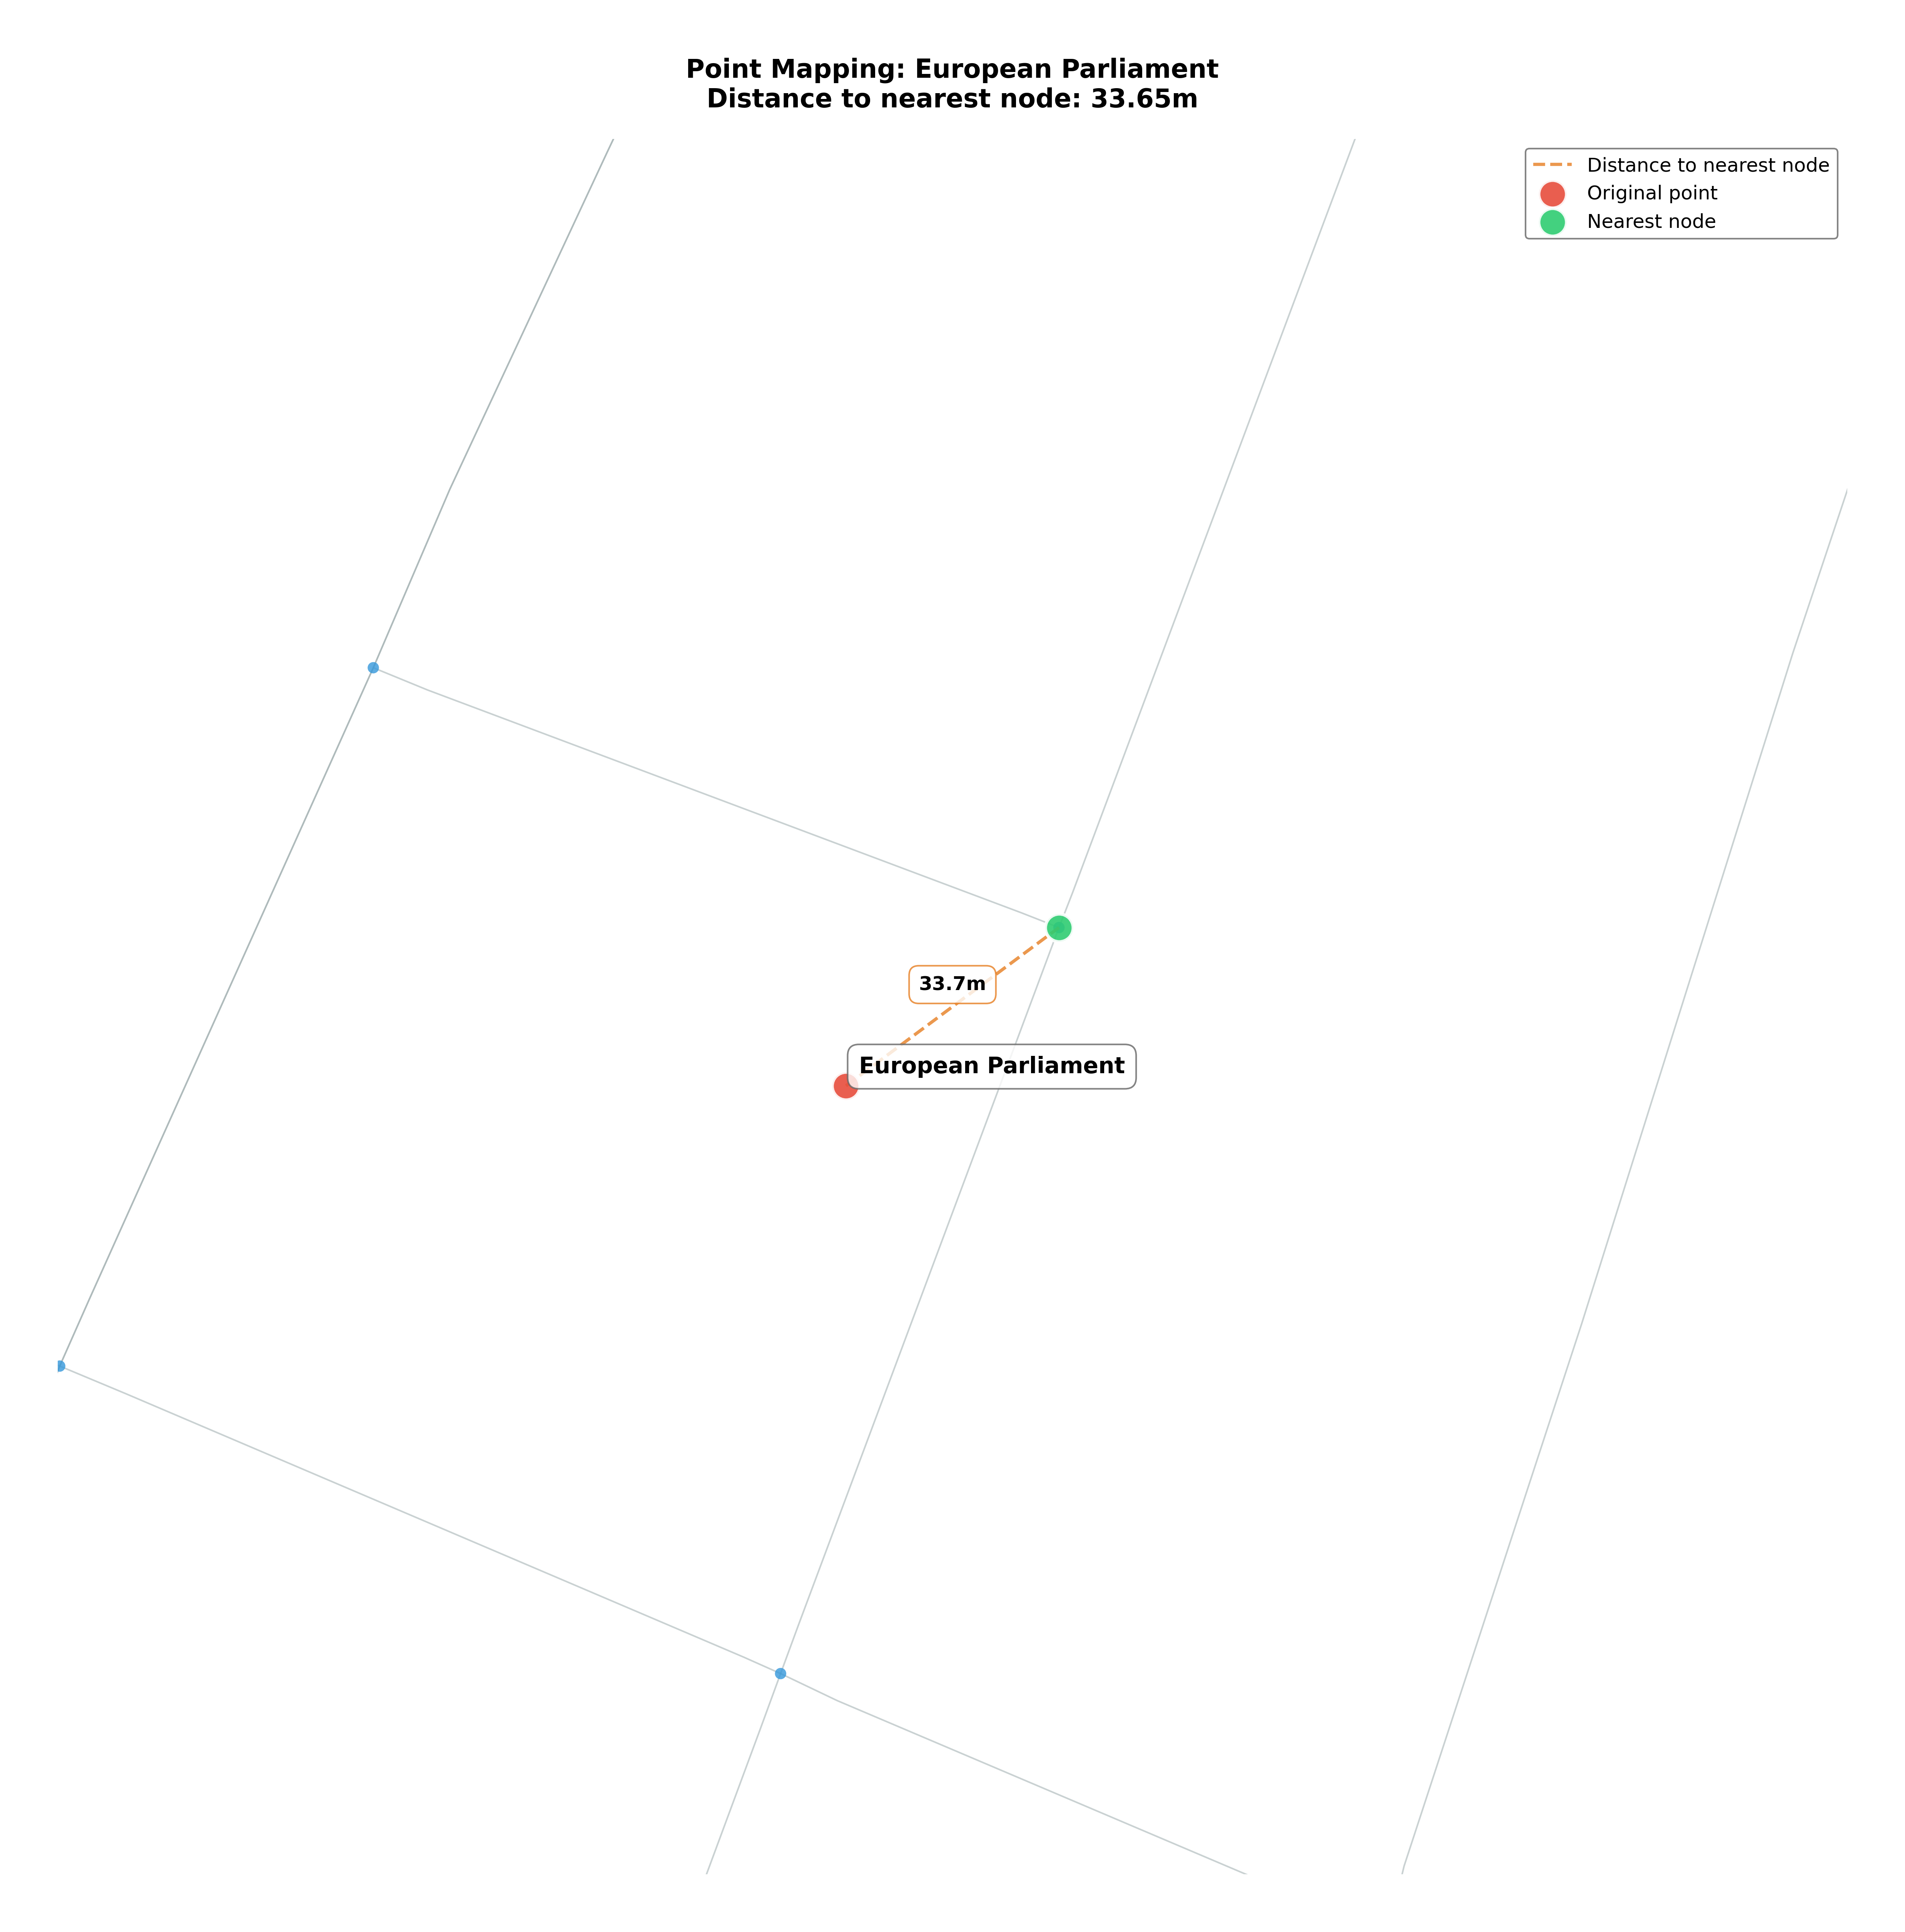 Point Mapping: European Parliament
Distance to nearest node: 33.65m
Distance to nearest node
Original point
Nearest node
33.7m
European Parliament